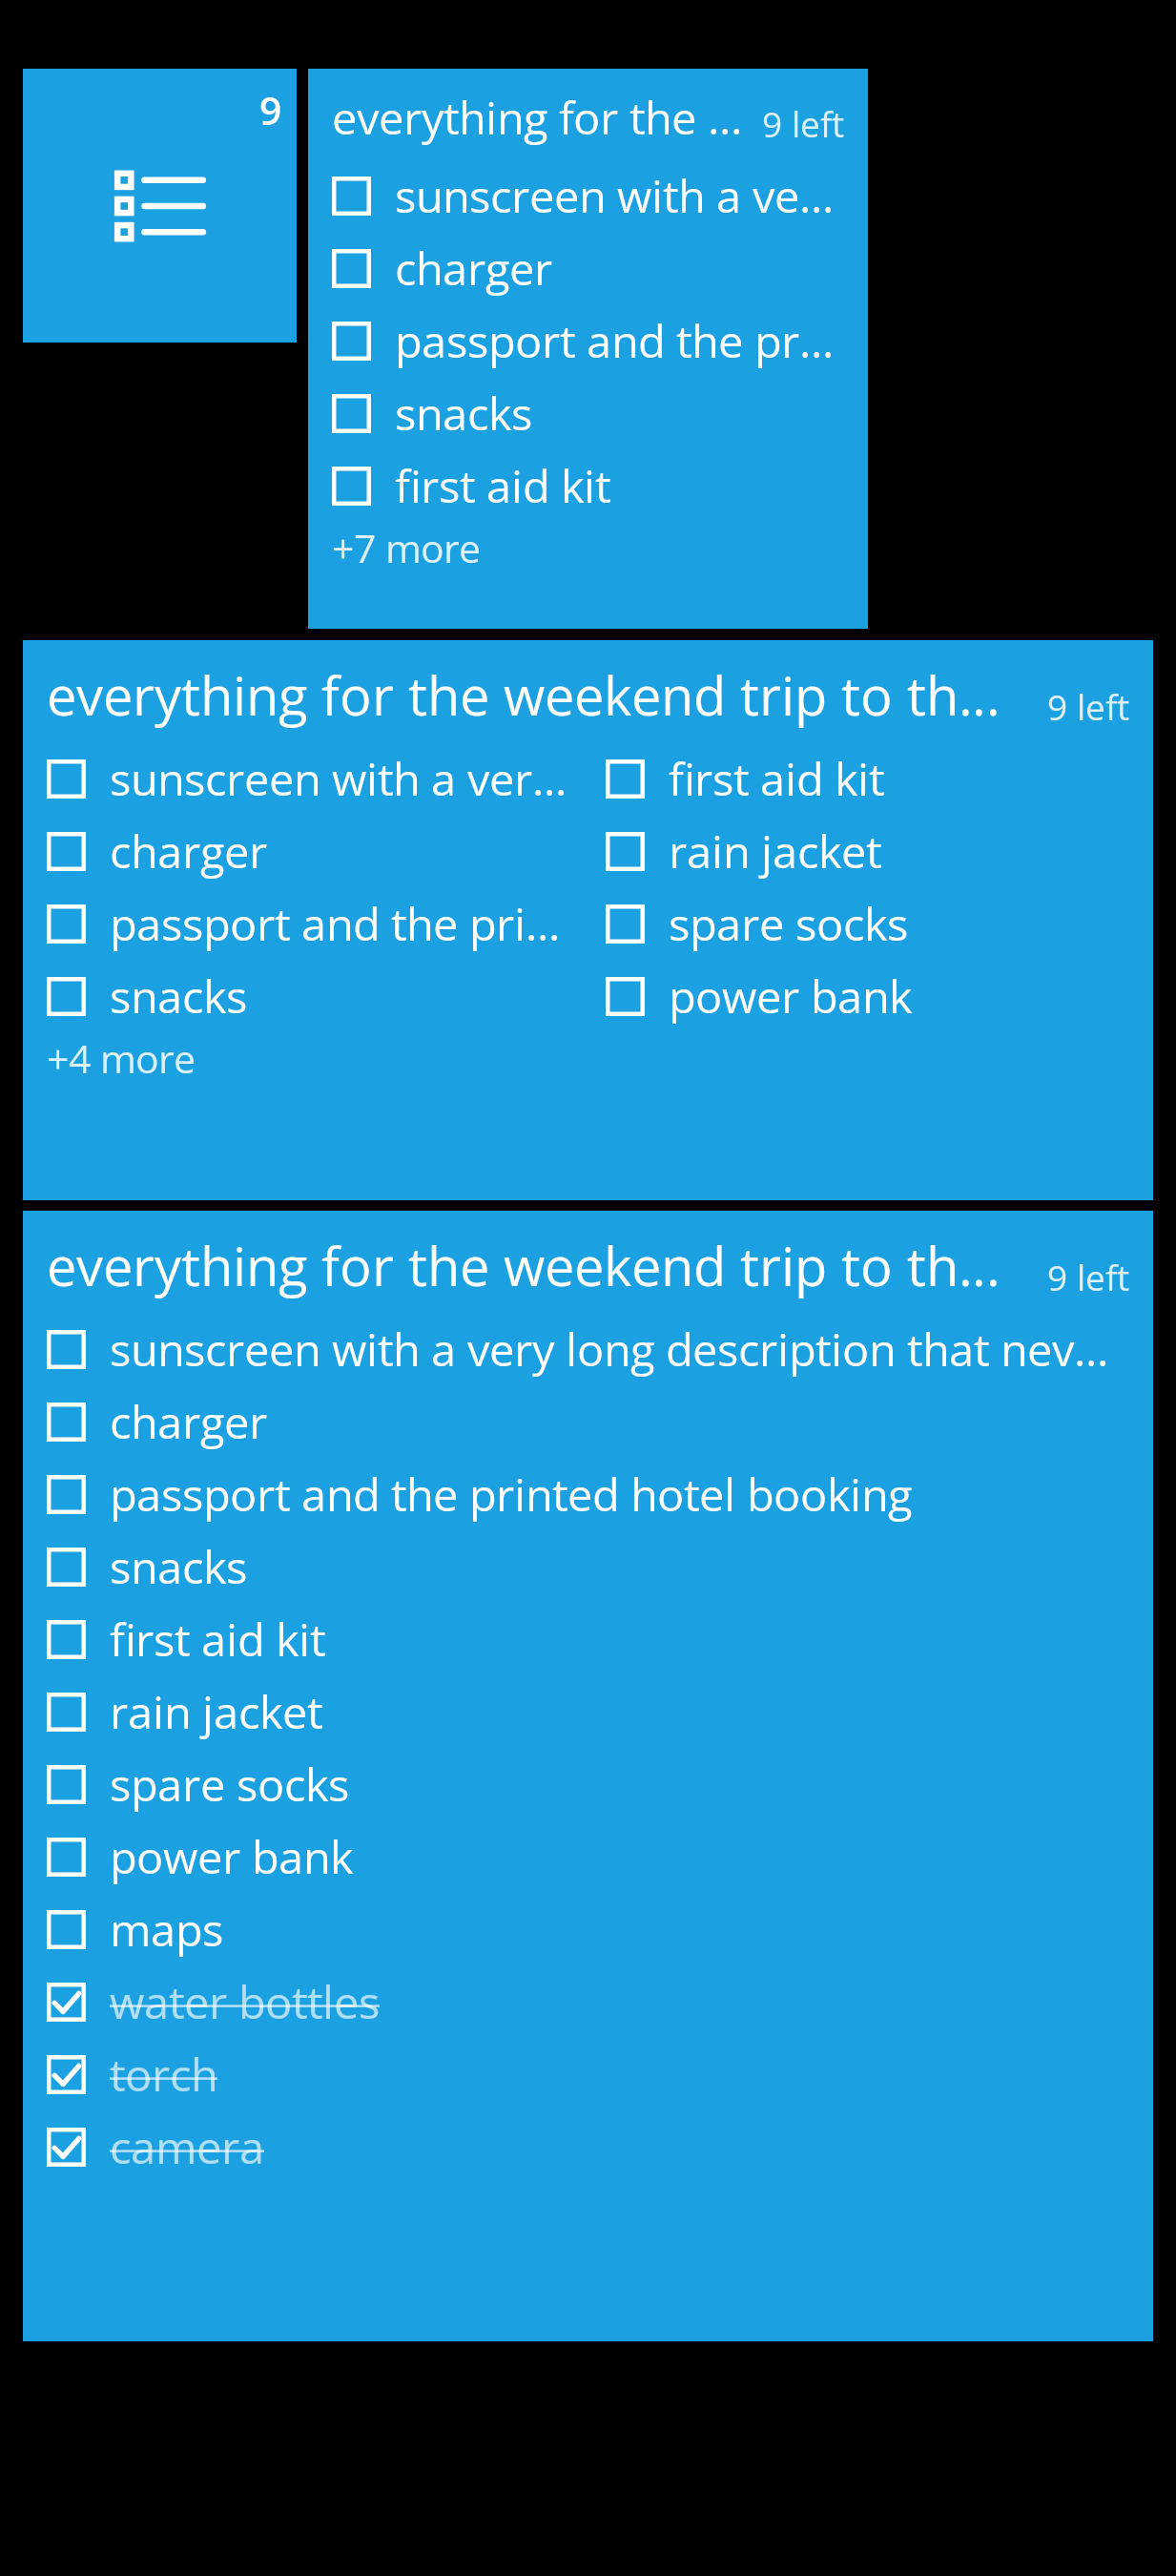 9
everything for the ... 9 left
sunscreen with a ve...
charger
passport and the pr...
snacks
first aid kit
+7 more
everything for the weekend trip to th... 9 left
sunscreen with a ver...
charger
passport and the pri...
snacks
first aid kit
rain jacket
spare socks
power bank
+4 more
everything for the weekend trip to th... 9 left
sunscreen with a very long description that nev...
charger
passport and the printed hotel booking
snacks
first aid kit
rain jacket
spare socks
power bank
maps
water bottles
torch
camera